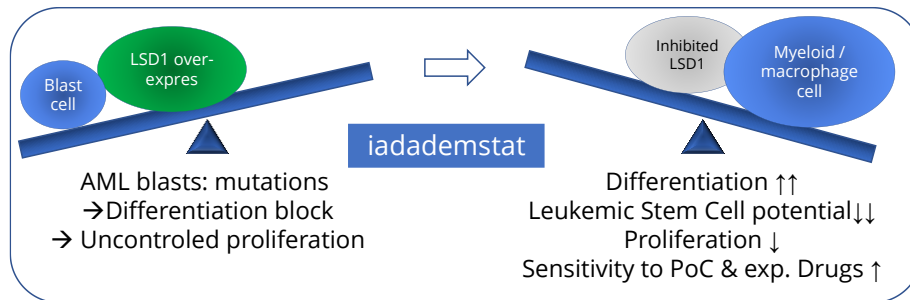 Blast
cell
LSD1 over-
expres
Inhibited
LSD1
Myeloid /
macrophage
cell
iadademstat
AML blasts: mutations
→Differentiation block
→ Uncontroled proliferation
Differentiation ↑↑
Leukemic Stem Cell potential↓↓
Proliferation ↓
Sensitivity to PoC & exp. Drugs ↑